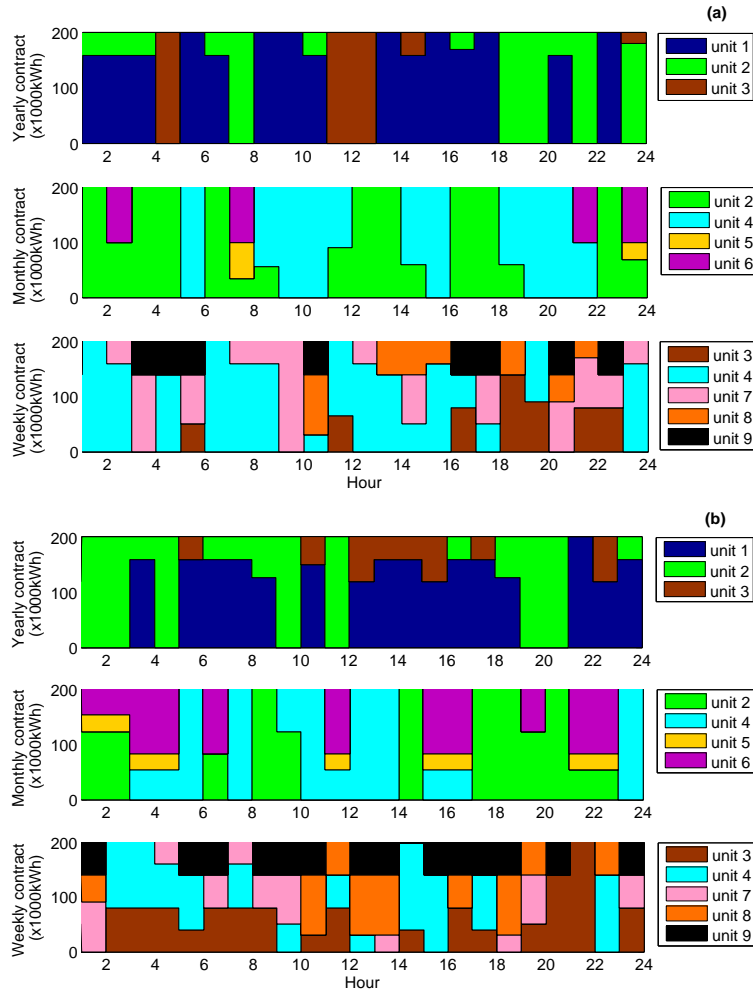 (a)
Yearly contract
(x1000kWh)
200
100
0
2 4 6 8 10 12 14 16 18 20 22 24
unit 1
unit 2
unit 3
Monthly contract
(x1000kWh)
200
100
0
2 4 6 8 10 12 14 16 18 20 22 24
unit 2
unit 4
unit 5
unit 6
Weekly contract
(x1000kWh)
200
100
0
2 4 6 8 10 12 14 16 18 20 22 24
Hour
unit 3
unit 4
unit 7
unit 8
unit 9
(b)
Yearly contract
(x1000kWh)
200
100
0
2 4 6 8 10 12 14 16 18 20 22 24
unit 1
unit 2
unit 3
Monthly contract
(x1000kWh)
200
100
0
2 4 6 8 10 12 14 16 18 20 22 24
unit 2
unit 4
unit 5
unit 6
Weekly contract
(x1000kWh)
200
100
0
2 4 6 8 10 12 14 16 18 20 22 24
Hour
unit 3
unit 4
unit 7
unit 8
unit 9